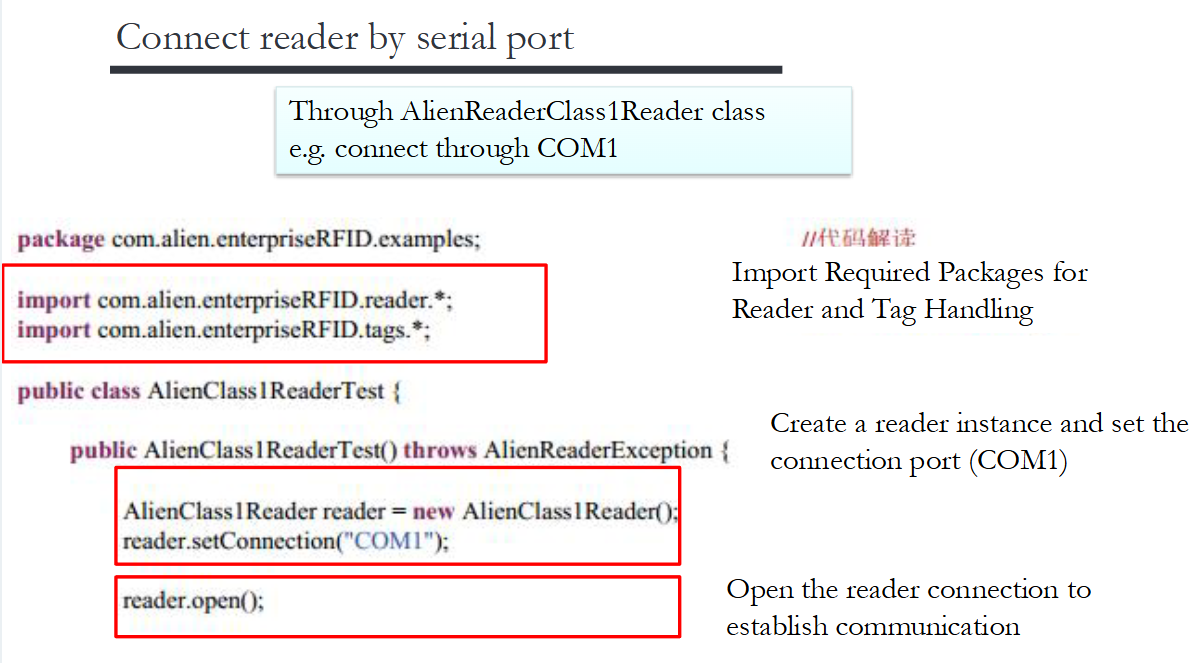 Connect reader by serial port
Through AlienReaderClass1Reader class
e.g. connect through COM1
package com.alien.enterpriseRFID.examples;
//代码解读
import com.alien.enterpriseRFID.reader.*;
import com.alien.enterpriseRFID.tags.*;
Import Required Packages for
Reader and Tag Handling
public class AlienClass1ReaderTest {
public AlienClass1ReaderTest() throws AlienReaderException {
Create a reader instance and set the
connection port (COM1)
AlienClass1Reader reader = new AlienClass1Reader();
reader.setConnection("COM1");
reader.open();
Open the reader connection to
establish communication